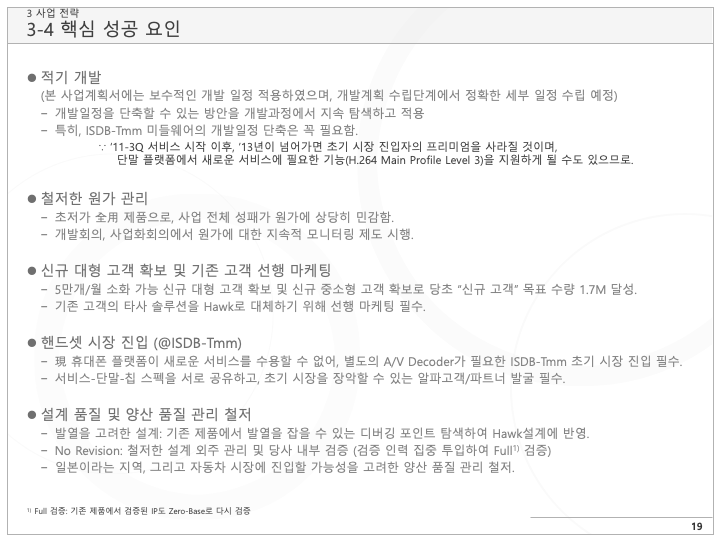 3 사업 전략
3-4 핵심 성공 요인
● 적기 개발
(본 사업계획서에는 보수적인 개발 일정 적용하였으며, 개발계획 수립단계에서 정확한 세부 일정 수립 예정)
– 개발일정을 단축할 수 있는 방안을 개발과정에서 지속 탐색하고 적용
– 특히, ISDB-Tmm 미들웨어의 개발일정 단축은 꼭 필요함.
∵ ’11-3Q 서비스 시작 이후, ’13년이 넘어가면 초기 시장 진입자의 프리미엄을 사라질 것이며,
단말 플랫폼에서 새로운 서비스에 필요한 기능(H.264 Main Profile Level 3)을 지원하게 될 수도 있으므로.
● 철저한 원가 관리
– 초저가 全用 제품으로, 사업 전체 성패가 원가에 상당히 민감함.
– 개발회의, 사업화회의에서 원가에 대한 지속적 모니터링 제도 시행.
● 신규 대형 고객 확보 및 기존 고객 선행 마케팅
– 5만개/월 소화 가능 신규 대형 고객 확보 및 신규 중소형 고객 확보로 당초 “신규 고객” 목표 수량 1.7M 달성.
– 기존 고객의 타사 솔루션을 Hawk로 대체하기 위해 선행 마케팅 필수.
● 핸드셋 시장 진입 (@ISDB-Tmm)
– 現 휴대폰 플랫폼이 새로운 서비스를 수용할 수 없어, 별도의 A/V Decoder가 필요한 ISDB-Tmm 초기 시장 진입 필수.
– 서비스-단말-칩 스펙을 서로 공유하고, 초기 시장을 장악할 수 있는 알파고객/파트너 발굴 필수.
● 설계 품질 및 양산 품질 관리 철저
– 발열을 고려한 설계: 기존 제품에서 발열을 잡을 수 있는 디버깅 포인트 탐색하여 Hawk설계에 반영.
– No Revision: 철저한 설계 외주 관리 및 당사 내부 검증 (검증 인력 집중 투입하여 Full¹⁾ 검증)
– 일본이라는 지역, 그리고 자동차 시장에 진입할 가능성을 고려한 양산 품질 관리 철저.
¹⁾ Full 검증: 기존 제품에서 검증된 IP도 Zero-Base로 다시 검증
19